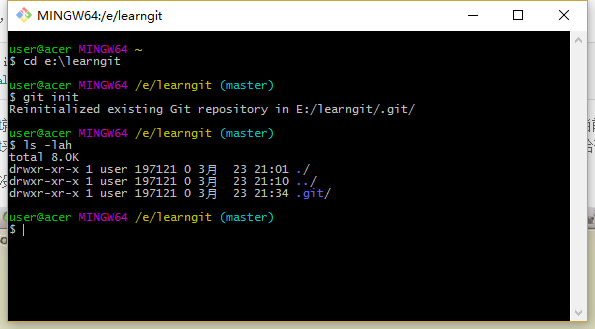 MINGW64:/e/learngit
user@acer MINGW64 ~
$ cd e:\learngit
user@acer MINGW64 /e/learngit (master)
$ git init
Reinitialized existing Git repository in E:/learngit/.git/
user@acer MINGW64 /e/learngit (master)
$ ls -lah
total 8.0K
drwxr-xr-x 1 user 197121 0 3月  23 21:01 ./
drwxr-xr-x 1 user 197121 0 3月  23 21:10 ../
drwxr-xr-x 1 user 197121 0 3月  23 21:34 .git/
user@acer MINGW64 /e/learngit (master)
$